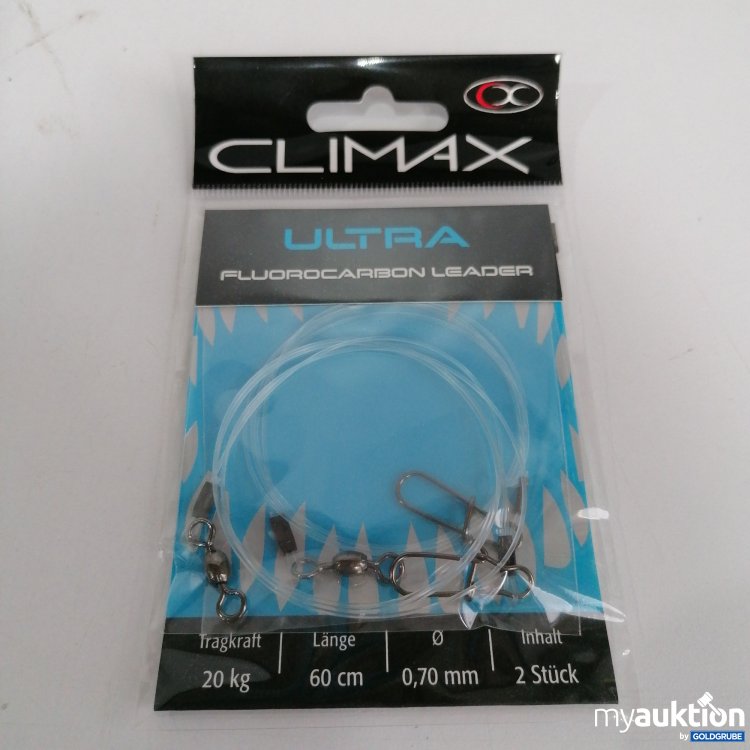 CLIMAX
ULTRA
FLUOROCARBON LEADER
Tragkraft Länge Ø Inhalt
20 kg 60 cm 0,70 mm 2 Stück
myauktion
by GOLDGRUBE